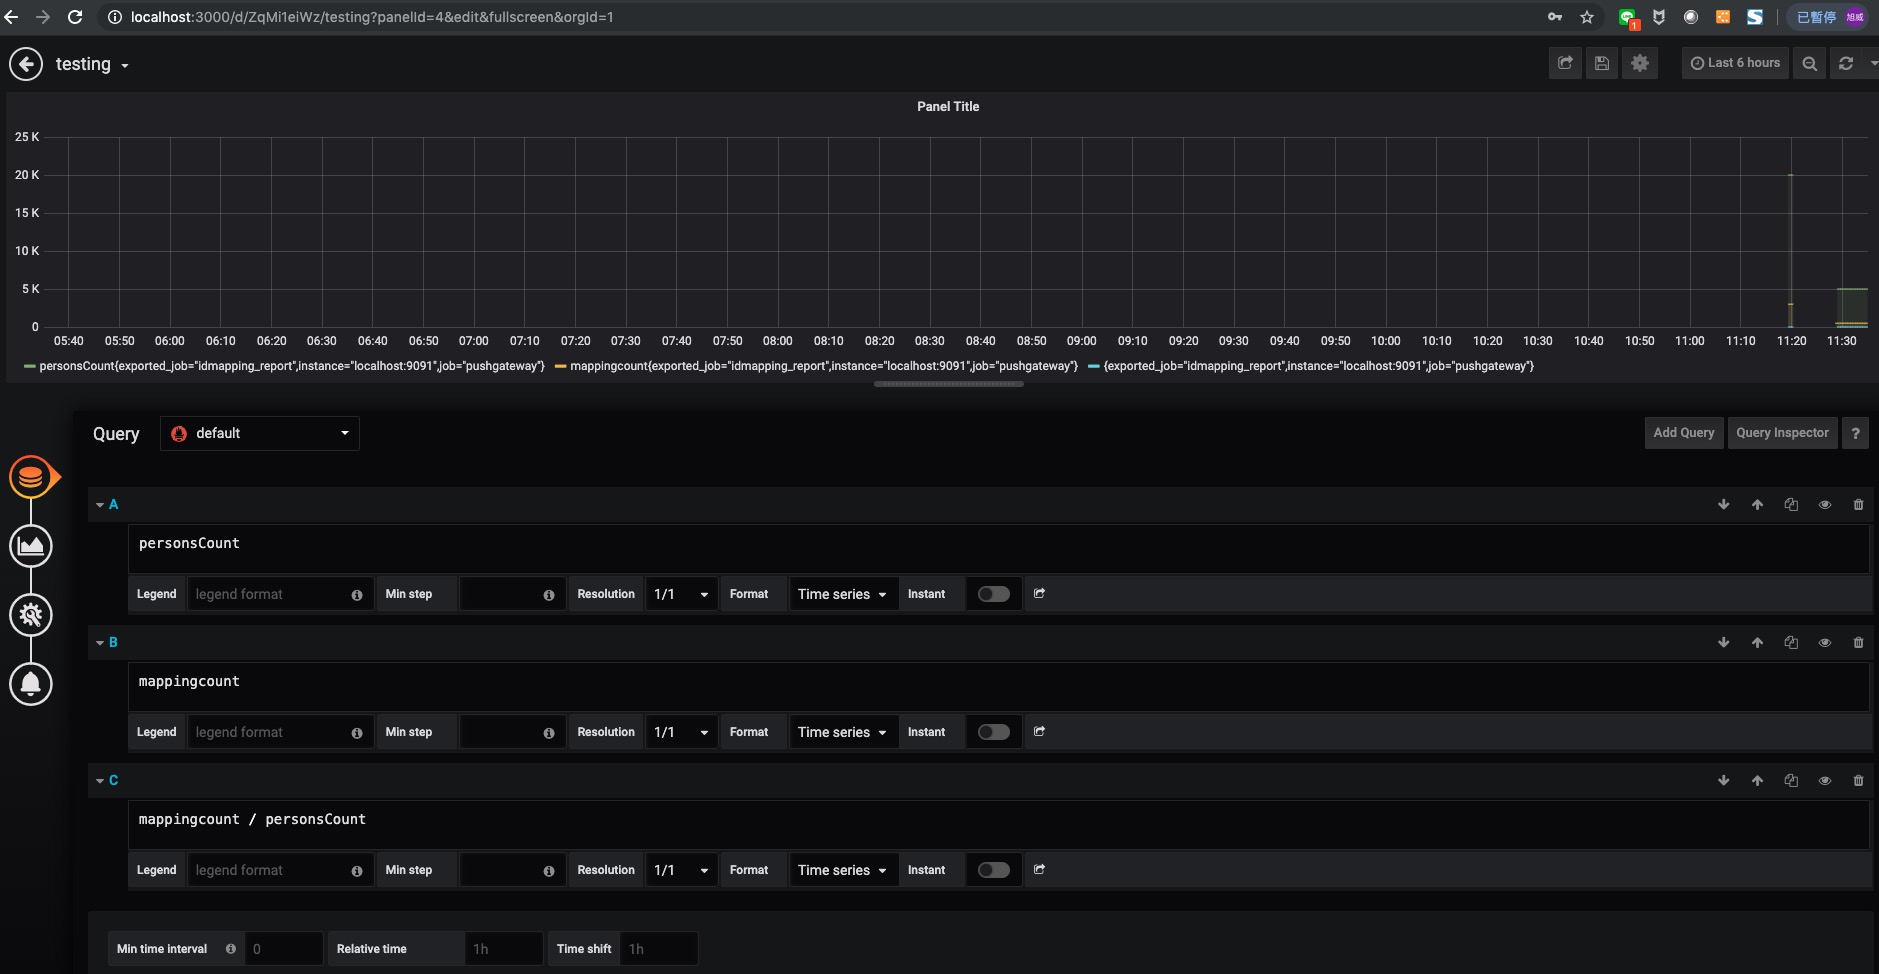 localhost:3000/d/ZqMi1eiWz/testing?panelId=4&edit&fullscreen&orgId=1
1
已暫停
旭威
testing
Last 6 hours
Panel Title
25 K
20 K
15 K
10 K
5 K
0
05:40 05:50 06:00 06:10 06:20 06:30 06:40 06:50 07:00 07:10 07:20 07:30 07:40 07:50 08:00 08:10 08:20 08:30 08:40 08:50 09:00 09:10 09:20 09:30 09:40 09:50 10:00 10:10 10:20 10:30 10:40 10:50 11:00 11:10 11:20 11:30
personsCount{exported_job="idmapping_report",instance="localhost:9091",job="pushgateway"} mappingcount{exported_job="idmapping_report",instance="localhost:9091",job="pushgateway"} {exported_job="idmapping_report",instance="localhost:9091",job="pushgateway"}
Query default Add Query Query Inspector ?
A
personsCount
Legend legend format Min step Resolution 1/1 Format Time series Instant
B
mappingcount
Legend legend format Min step Resolution 1/1 Format Time series Instant
C
mappingcount / personsCount
Legend legend format Min step Resolution 1/1 Format Time series Instant
Min time interval 0 Relative time 1h Time shift 1h